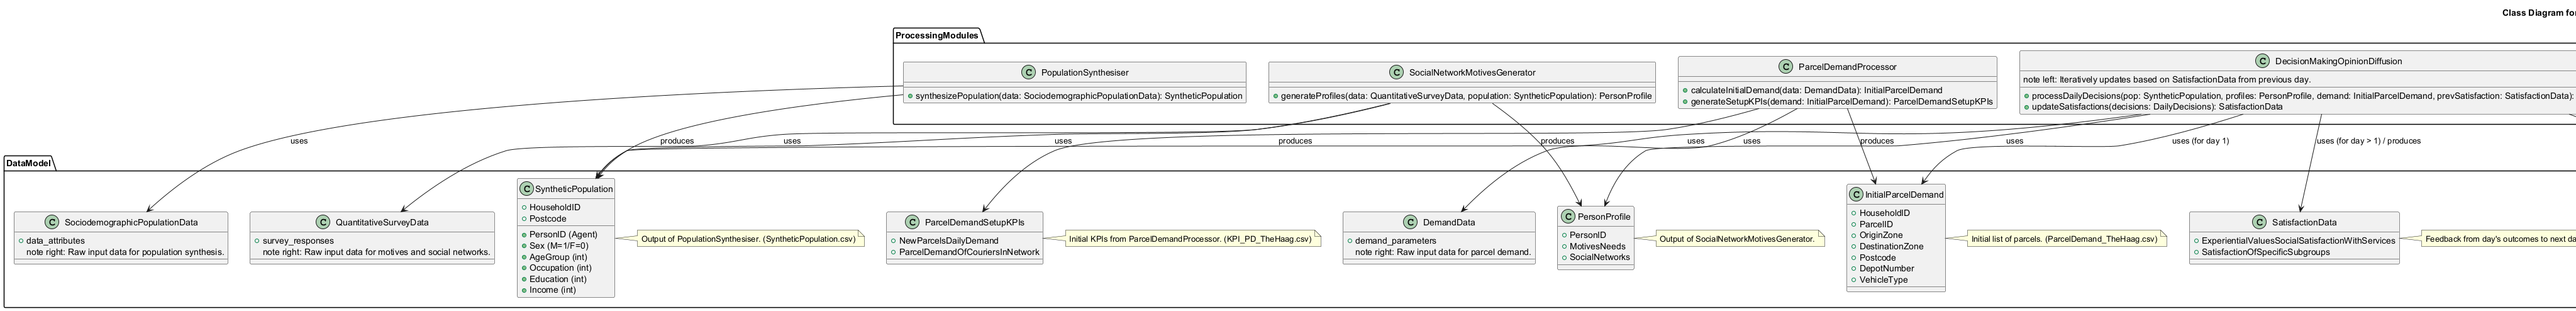 Class Diagram for
ProcessingModules
PopulationSynthesiser
synthesizePopulation(data: SociodemographicPopulationData): SyntheticPopulation
SocialNetworkMotivesGenerator
generateProfiles(data: QuantitativeSurveyData, population: SyntheticPopulation): PersonProfile
ParcelDemandProcessor
calculateInitialDemand(data: DemandData): InitialParcelDemand
generateSetupKPIs(demand: InitialParcelDemand): ParcelDemandSetupKPIs
DecisionMakingOpinionDiffusion
note left: Iteratively updates based on SatisfactionData from previous day.
processDailyDecisions(pop: SyntheticPopulation, profiles: PersonProfile, demand: InitialParcelDemand, prevSatisfaction: SatisfactionData):
updateSatisfactions(decisions: DailyDecisions): SatisfactionData
uses
produces
uses
produces
produces
uses
uses
produces
uses
uses (for day 1)
uses (for day > 1) / produces
DataModel
SociodemographicPopulationData
data_attributes
note right: Raw input data for population synthesis.
QuantitativeSurveyData
survey_responses
note right: Raw input data for motives and social networks.
SyntheticPopulation
HouseholdID
Postcode
PersonID (Agent)
Sex (M=1/F=0)
AgeGroup (int)
Occupation (int)
Education (int)
Income (int)
Output of PopulationSynthesiser. (SyntheticPopulation.csv)
ParcelDemandSetupKPIs
NewParcelsDailyDemand
ParcelDemandOfCouriersInNetwork
Initial KPIs from ParcelDemandProcessor. (KPI_PD_TheHaag.csv)
DemandData
demand_parameters
note right: Raw input data for parcel demand.
PersonProfile
PersonID
MotivesNeeds
SocialNetworks
Output of SocialNetworkMotivesGenerator.
InitialParcelDemand
HouseholdID
ParcelID
OriginZone
DestinationZone
Postcode
DepotNumber
VehicleType
Initial list of parcels. (ParcelDemand_TheHaag.csv)
SatisfactionData
ExperientialValuesSocialSatisfactionWithServices
SatisfactionOfSpecificSubgroups
Feedback from day's outcomes to next da